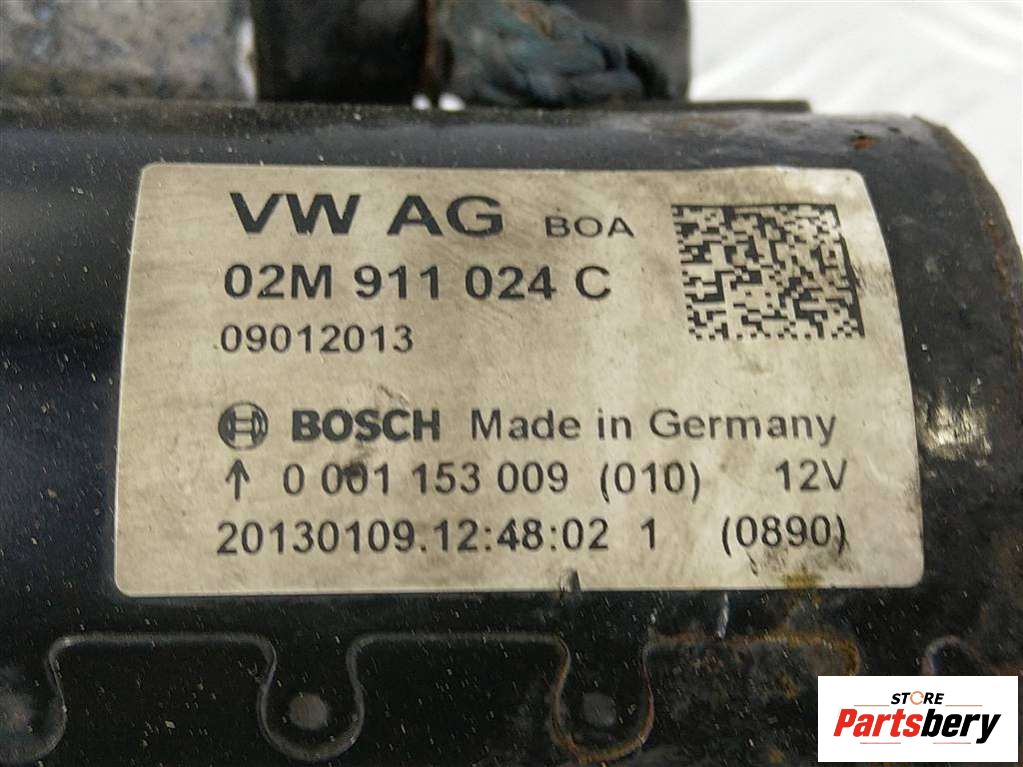 VW AG BOA
02M 911 024 C
09012013
BOSCH Made in Germany
↑ 0 001 153 009 (010) 12V
20130109.12:48:02 1 (0890)
STORE
Partsbery